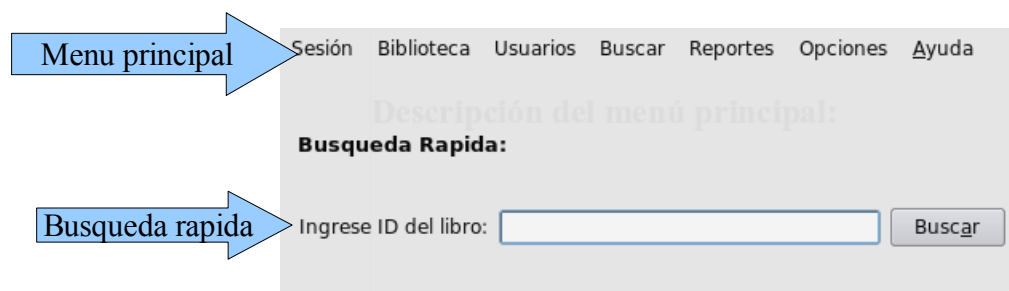 Menu principal
Sesión Biblioteca Usuarios Buscar Reportes Opciones Ayuda
Descripción del menú principal:
Busqueda Rapida:
Busqueda rapida
Ingrese ID del libro: Buscar